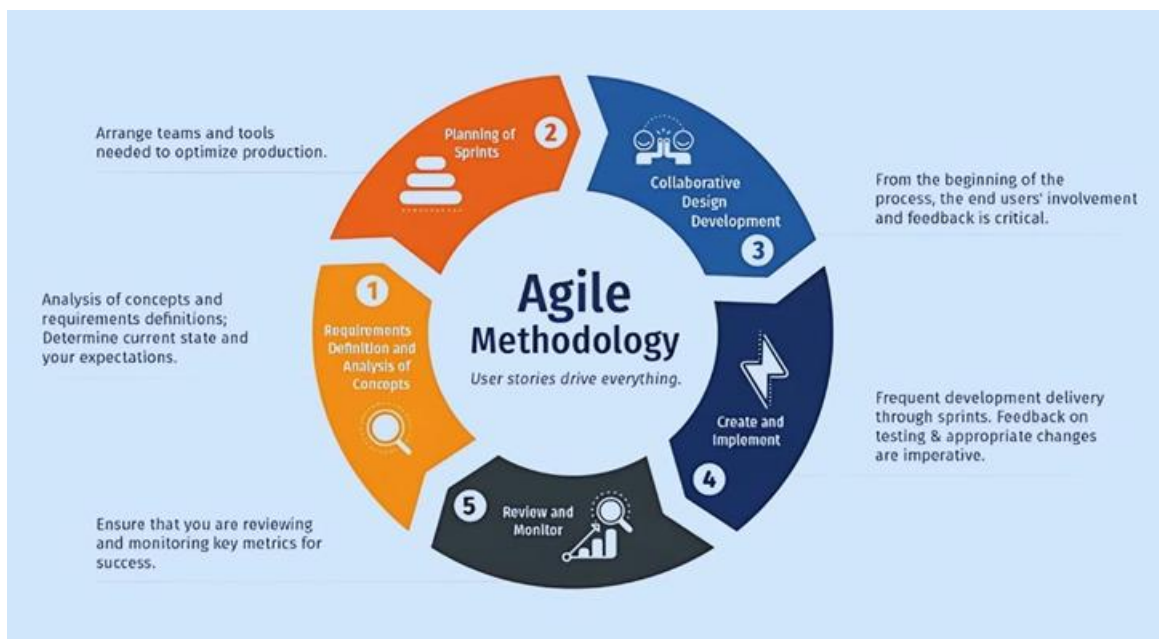 Agile
Methodology
User stories drive everything.
1
Requirements
Definition and
Analysis of
Concepts
Analysis of concepts and
requirements definitions;
Determine current state and
your expectations.
2
Planning of
Sprints
Arrange teams and tools
needed to optimize production.
Collaborative
Design
Development
3
From the beginning of the
process, the end users' involvement
and feedback is critical.
Create and
Implement
4
Frequent development delivery
through sprints. Feedback on
testing & appropriate changes
are imperative.
5
Review and
Monitor
Ensure that you are reviewing
and monitoring key metrics for
success.